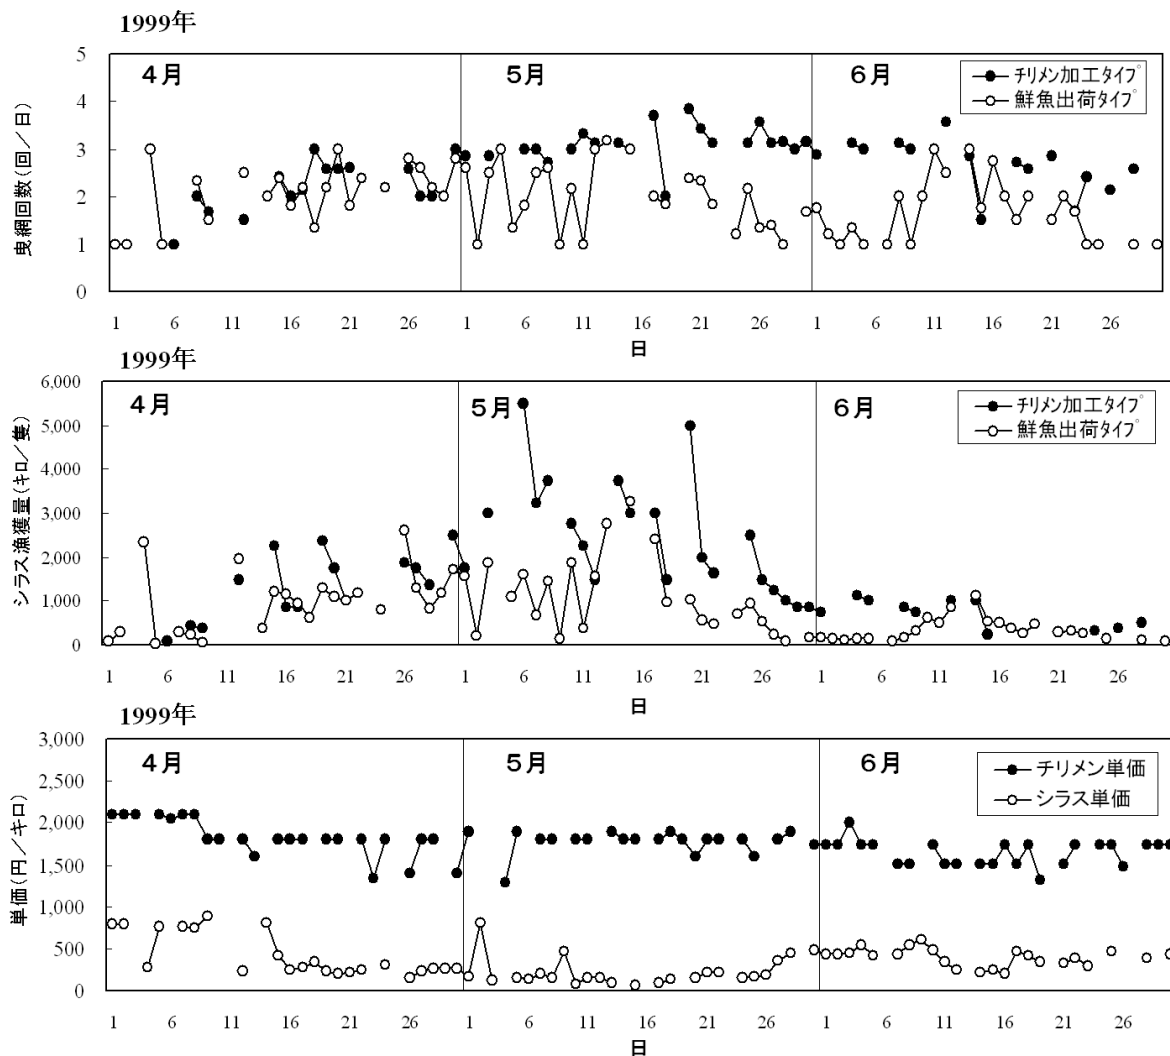 1999年
曳網回数(回/日)
5
4
3
2
1
0
4月
5月
6月
チリメン加工タイプ
鮮魚出荷タイプ
1 6 11 16 21 26 1 6 11 16 21 26 1 6 11 16 21 26
日
1999年
シラス漁獲量(キロ/隻)
6,000
5,000
4,000
3,000
2,000
1,000
0
4月
5月
6月
チリメン加工タイプ
鮮魚出荷タイプ
1 6 11 16 21 26 1 6 11 16 21 26 1 6 11 16 21 26
日
1999年
単価(円/キロ)
3,000
2,500
2,000
1,500
1,000
500
0
4月
5月
6月
チリメン単価
シラス単価
1 6 11 16 21 26 1 6 11 16 21 26 1 6 11 16 21 26
日